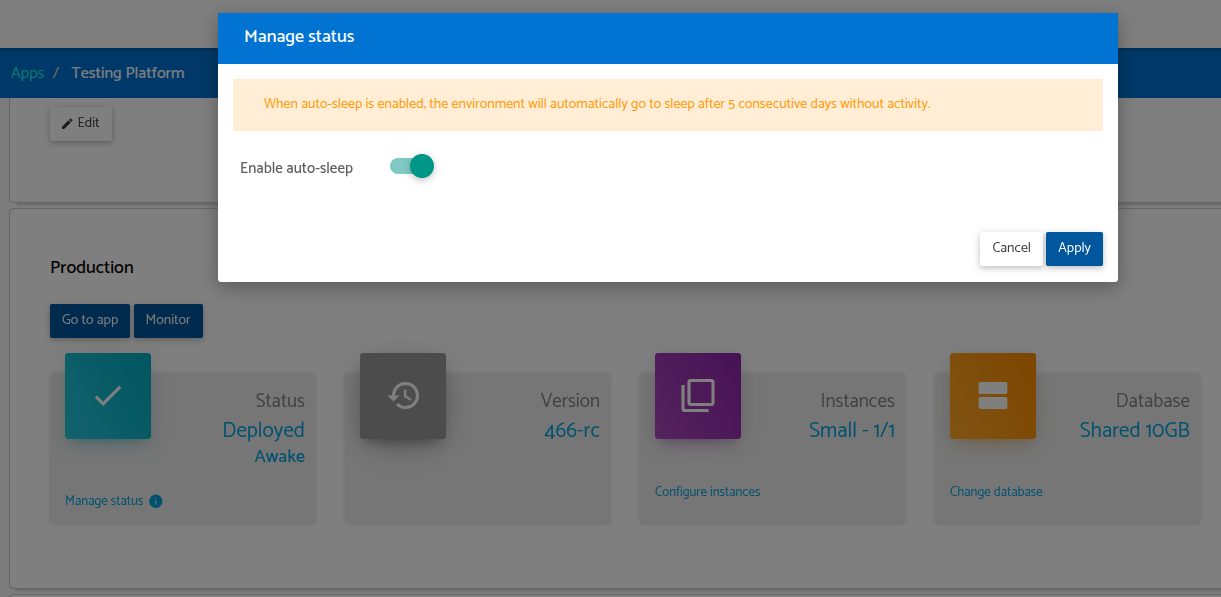 Manage status
Apps / Testing Platform
When auto-sleep is enabled, the environment will automatically go to sleep after 5 consecutive days without activity.
Edit
Enable auto-sleep
Cancel
Apply
Production
Go to app
Monitor
Status
Deployed
Awake
Manage status
Version
466-rc
Instances
Small - 1/1
Configure instances
Database
Shared 10GB
Change database